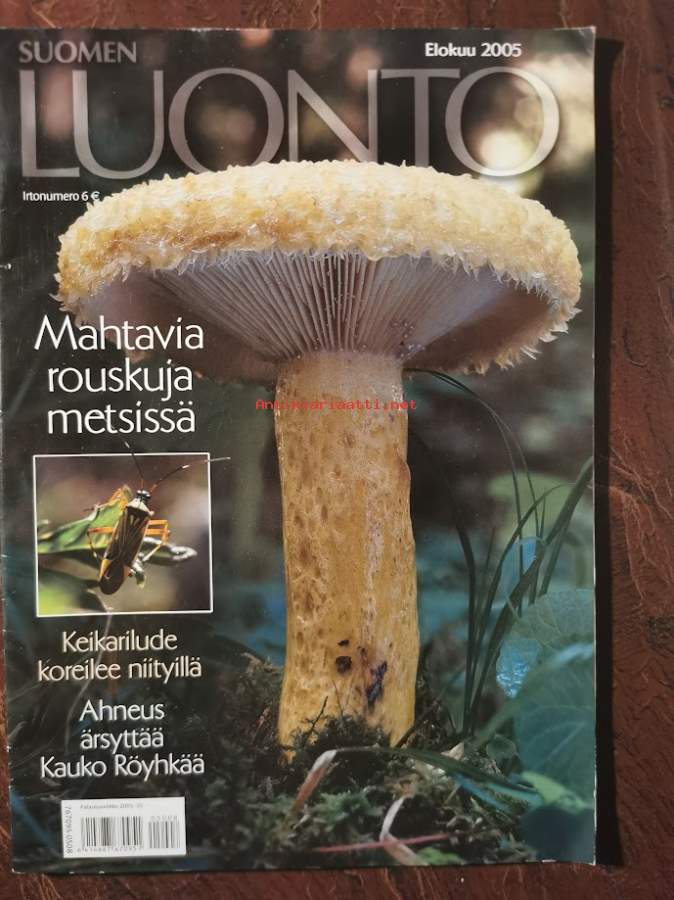 SUOMEN
Elokuu 2005
LUONTO
Irtonumero 6 €
Mahtavia
rouskuja
metsissä
Antikvariaatti.net
Keikarilude
koreilee niityillä
Ahneus
ärsyttää
Kauko Röyhkää